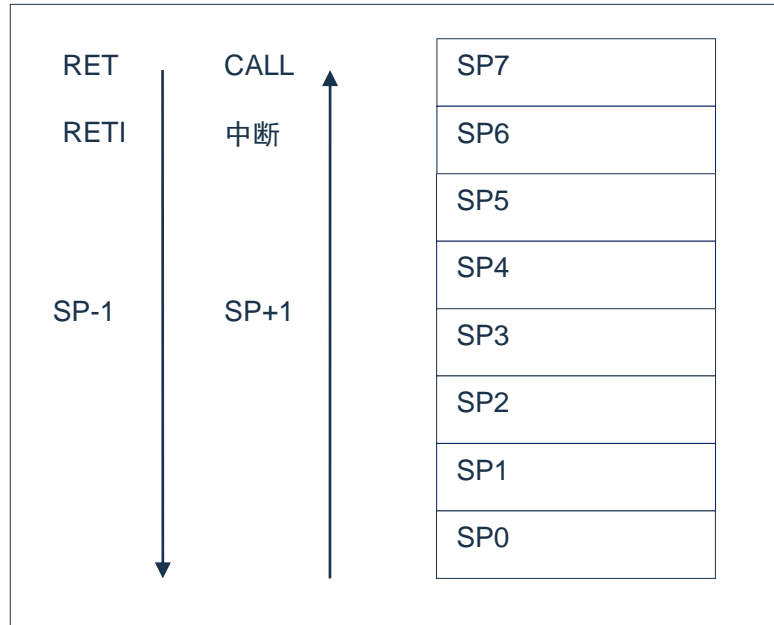 RET CALL SP7
RETI 中断 SP6
SP5
SP4
SP-1 SP+1
SP3
SP2
SP1
SP0